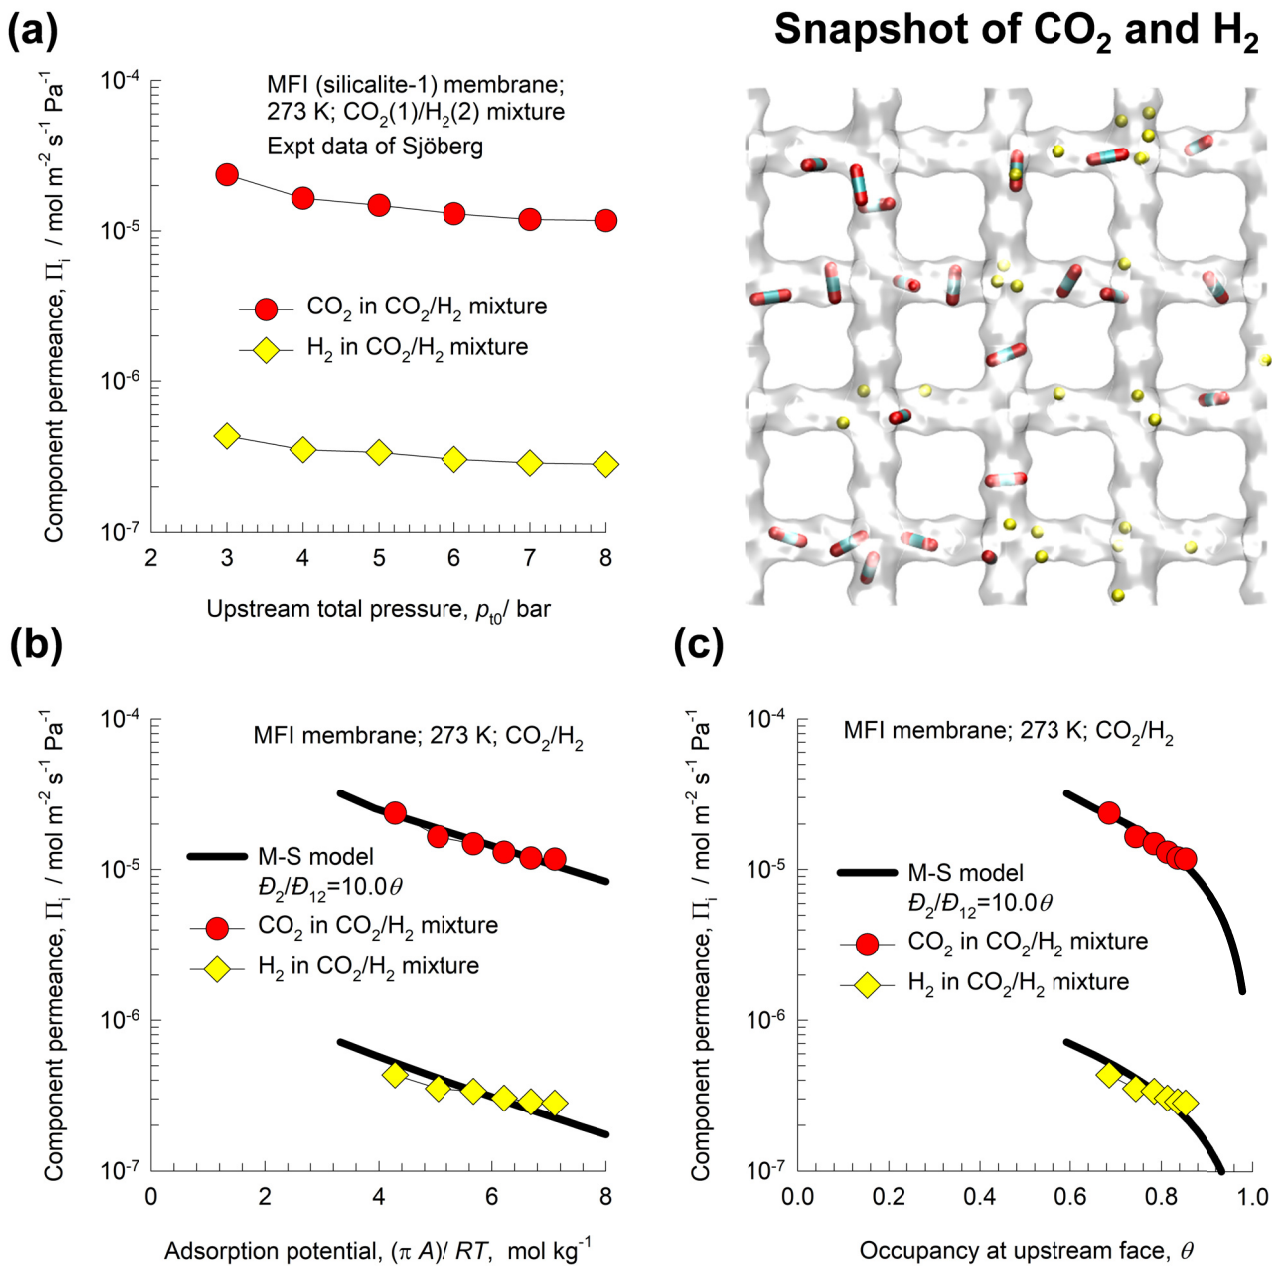 (a)
Snapshot of CO₂ and H₂
MFI (silicalite-1) membrane;
273 K; CO₂(1)/H₂(2) mixture
Expt data of Sjöberg
Component permeance, Πᵢ / mol m⁻² s⁻¹ Pa⁻¹
10⁻⁴
10⁻⁵
10⁻⁶
10⁻⁷
CO₂ in CO₂/H₂ mixture
H₂ in CO₂/H₂ mixture
2 3 4 5 6 7 8
Upstream total pressure, pₜ₀/ bar
(b)
MFI membrane; 273 K; CO₂/H₂
Component permeance, Πᵢ / mol m⁻² s⁻¹ Pa⁻¹
10⁻⁴
10⁻⁵
10⁻⁶
10⁻⁷
M-S model
Đ₂/Đ₁₂=10.0θ
CO₂ in CO₂/H₂ mixture
H₂ in CO₂/H₂ mixture
0 2 4 6 8
Adsorption potential, (π A)/ RT, mol kg⁻¹
(c)
MFI membrane; 273 K; CO₂/H₂
Component permeance, Πᵢ / mol m⁻² s⁻¹ Pa⁻¹
10⁻⁴
10⁻⁵
10⁻⁶
10⁻⁷
M-S model
Đ₂/Đ₁₂=10.0θ
CO₂ in CO₂/H₂ mixture
H₂ in CO₂/H₂ mixture
0.0 0.2 0.4 0.6 0.8 1.0
Occupancy at upstream face, θ